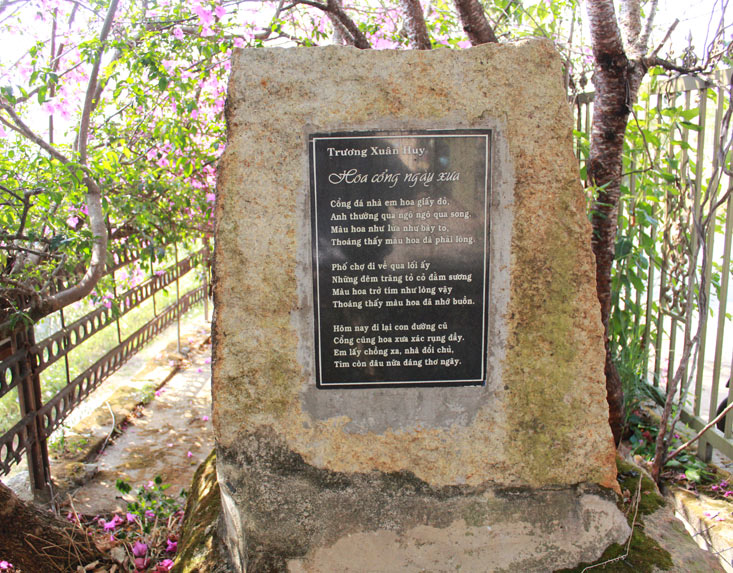 Trương Xuân Huy
Hoa cổng ngày xưa
Cổng đá nhà em hoa giấy đỏ,
Anh thường qua ngõ ngó qua song.
Màu hoa như lửa như bày tỏ,
Thoáng thấy màu hoa đã phải lòng.
Phố chợ đi về qua lối ấy
Những đêm trăng tỏ cỏ đầm sương
Màu hoa trở tím như lòng vậy
Thoáng thấy màu hoa đã nhớ buồn.
Hôm nay đi lại con đường cũ
Cổng cũng hoa xưa xác rụng đầy.
Em lấy chồng xa, nhà đổi chủ,
Tìm còn đâu nữa dáng thơ ngây.